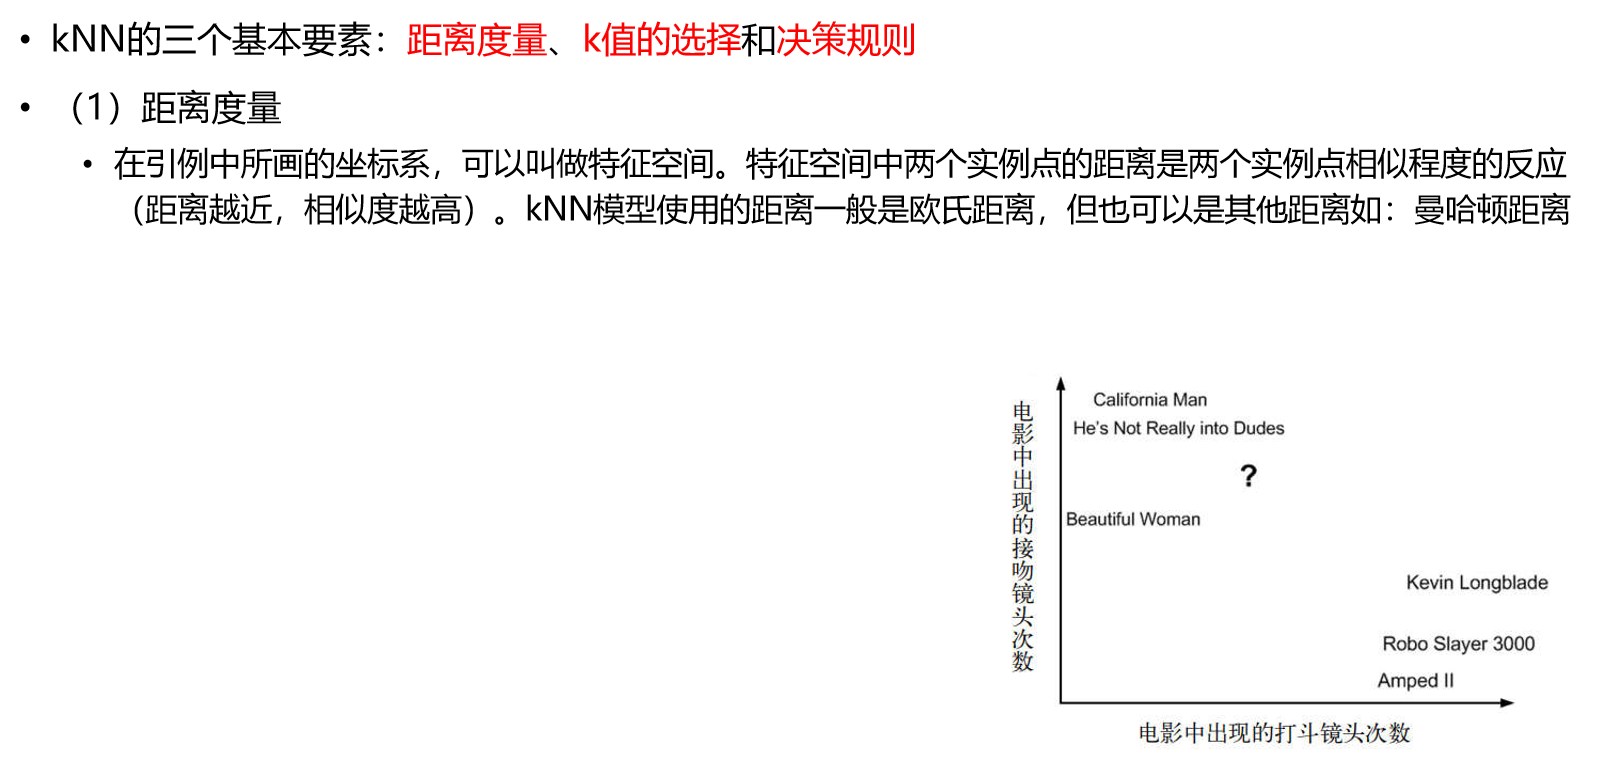 • kNN的三个基本要素：距离度量、k值的选择和决策规则
• （1）距离度量
• 在引例中所画的坐标系，可以叫做特征空间。特征空间中两个实例点的距离是两个实例点相似程度的反应
（距离越近，相似度越高）。kNN模型使用的距离一般是欧氏距离，但也可以是其他距离如：曼哈顿距离
电影中出现的接吻镜头次数
California Man
He's Not Really into Dudes
?
Beautiful Woman
Kevin Longblade
Robo Slayer 3000
Amped II
电影中出现的打斗镜头次数